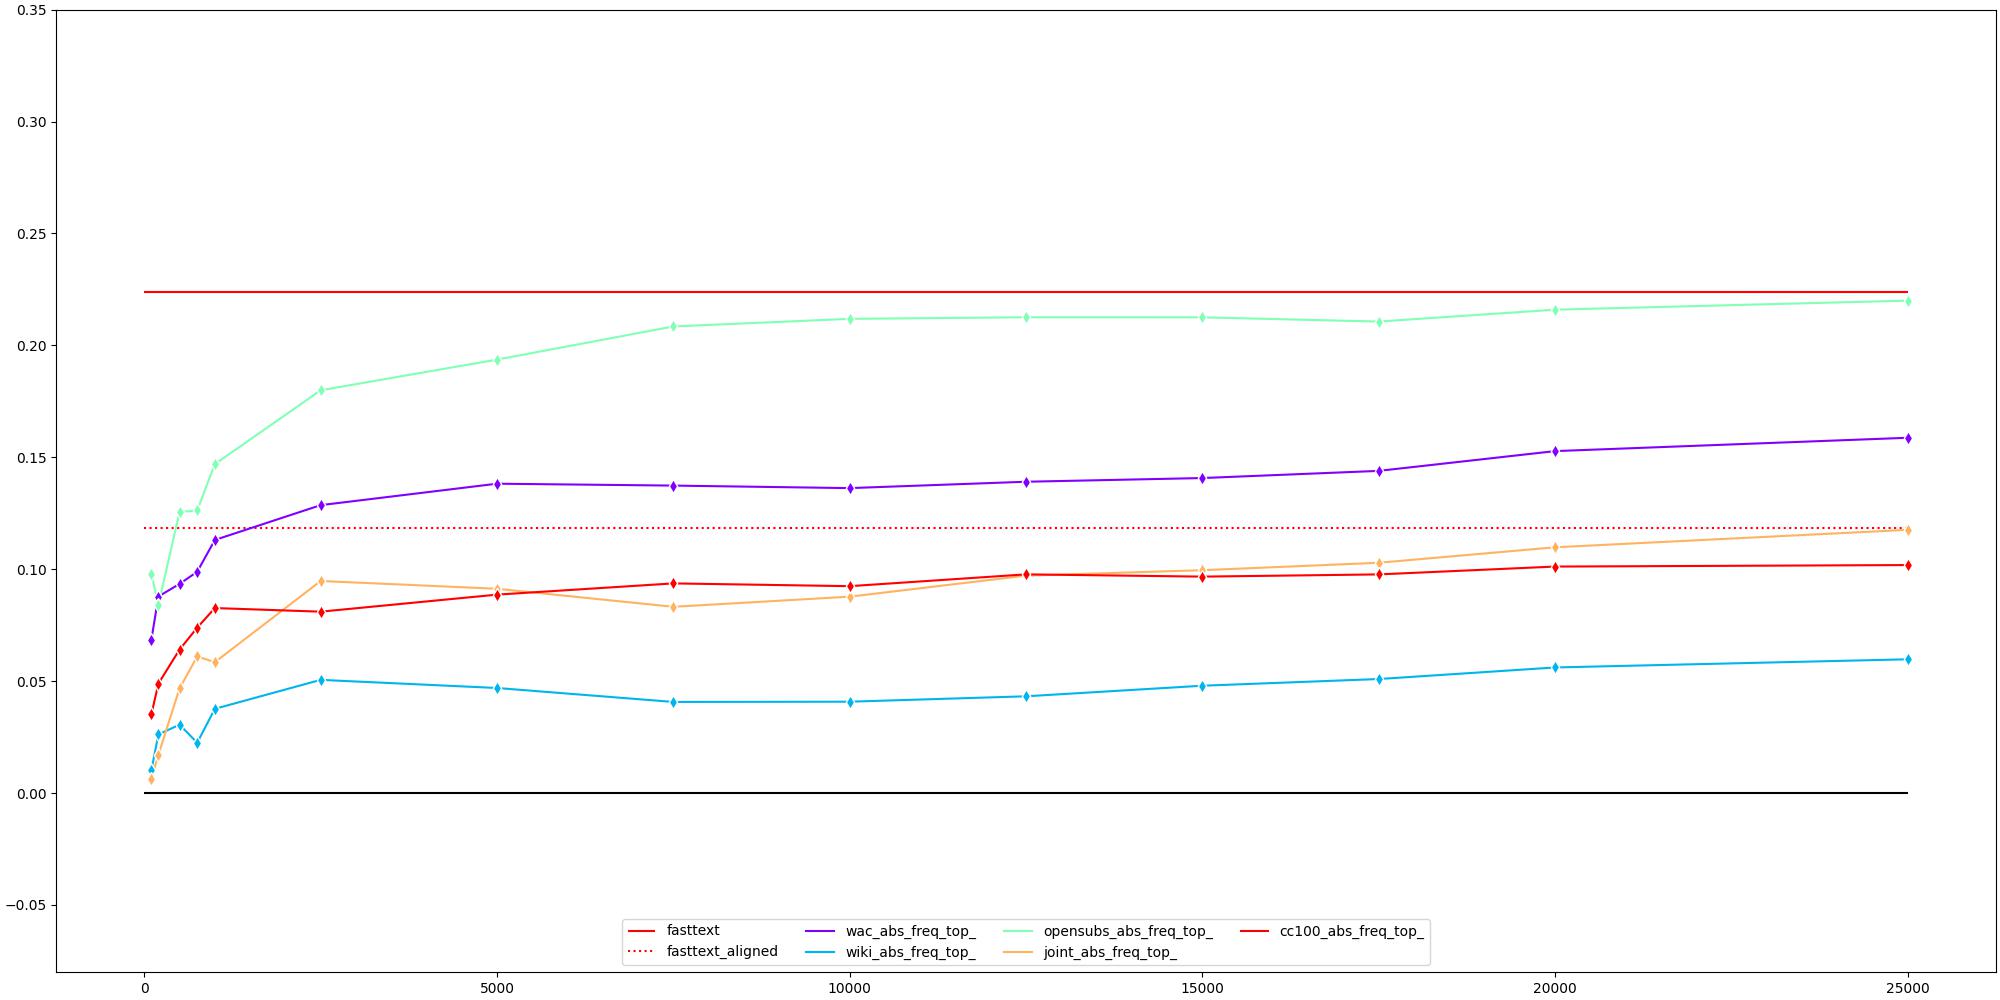 0.35
0.30
0.25
0.20
0.15
0.10
0.05
0.00
−0.05
fasttext
fasttext_aligned
wac_abs_freq_top_
wiki_abs_freq_top_
opensubs_abs_freq_top_
joint_abs_freq_top_
cc100_abs_freq_top_
0 5000 10000 15000 20000 25000